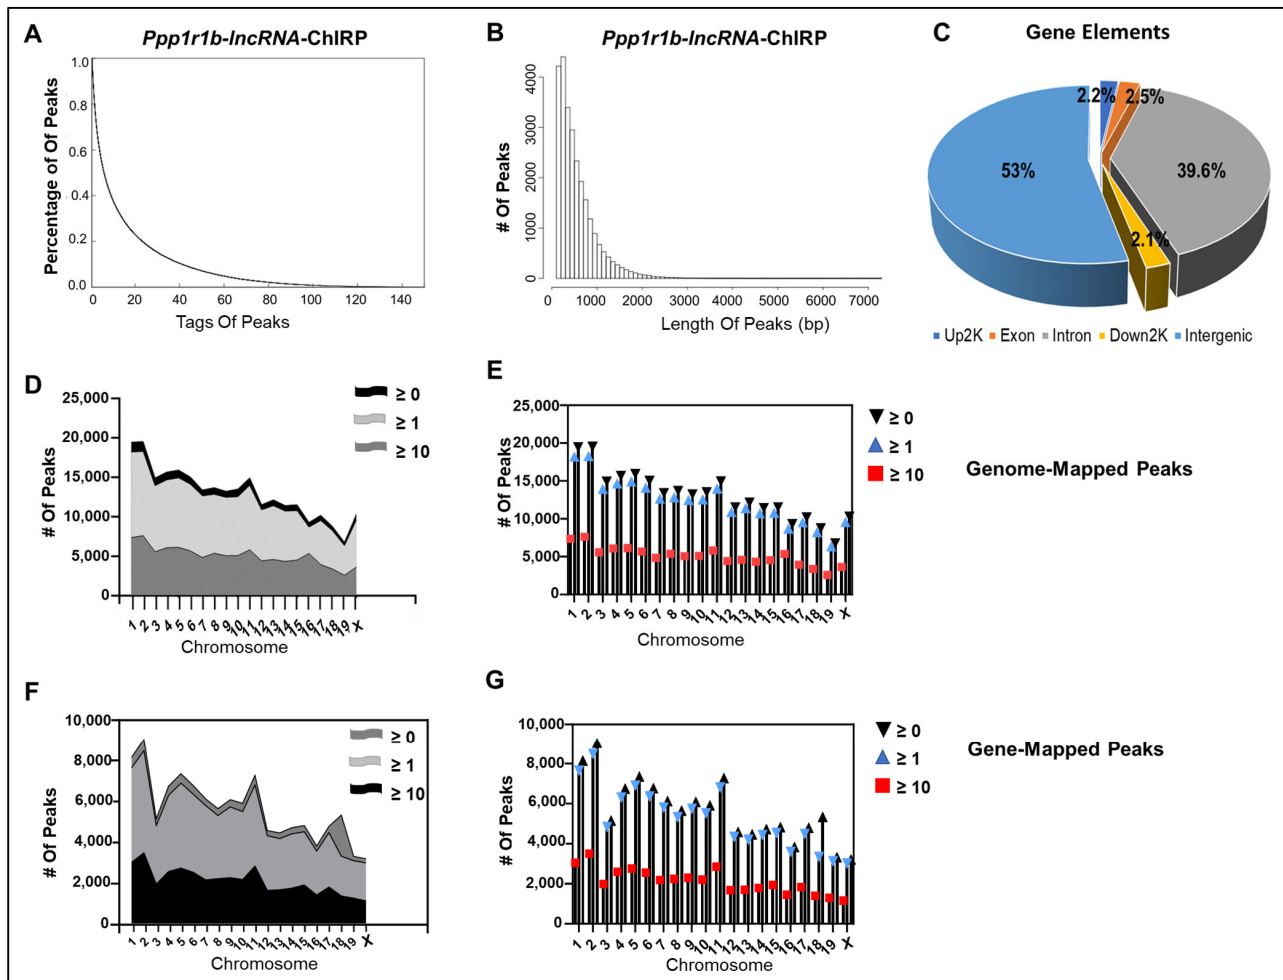 A
Ppp1r1b-lncRNA-ChIRP
Percentage of Of Peaks
1.0
0.8
0.6
0.4
0.2
0.0
0 20 40 60 80 100 120 140
Tags Of Peaks
B
Ppp1r1b-lncRNA-ChIRP
# Of Peaks
4000
3000
2000
1000
0
0 1000 2000 3000 4000 5000 6000 7000
Length Of Peaks (bp)
C
Gene Elements
2.2%
2.5%
53%
39.6%
2.1%
Up2K Exon Intron Down2K Intergenic
D
≥ 0
≥ 1
≥ 10
# Of Peaks
25,000
20,000
15,000
10,000
5,000
0
1 2 3 4 5 6 7 8 9 10 11 12 13 14 15 16 17 18 19 X
Chromosome
E
≥ 0
≥ 1
≥ 10
# Of Peaks
25,000
20,000
15,000
10,000
5,000
0
1 2 3 4 5 6 7 8 9 10 11 12 13 14 15 16 17 18 19 X
Chromosome
Genome-Mapped Peaks
F
≥ 0
≥ 1
≥ 10
# Of Peaks
10,000
8,000
6,000
4,000
2,000
0
1 2 3 4 5 6 7 8 9 10 11 12 13 14 15 16 17 18 19 X
Chromosome
G
≥ 0
≥ 1
≥ 10
# Of Peaks
10,000
8,000
6,000
4,000
2,000
0
1 2 3 4 5 6 7 8 9 10 11 12 13 14 15 16 17 18 19 X
Chromosome
Gene-Mapped Peaks